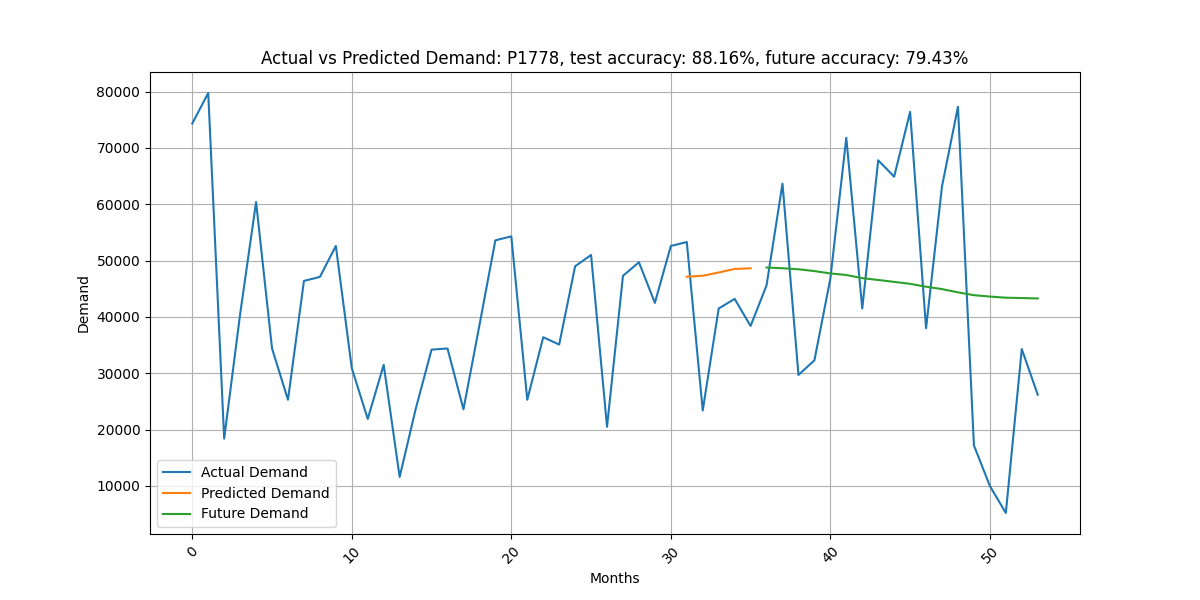 Actual vs Predicted Demand: P1778, test accuracy: 88.16%, future accuracy: 79.43%
Demand
80000
70000
60000
50000
40000
30000
20000
10000
Actual Demand
Predicted Demand
Future Demand
0
10
20
30
40
50
Months